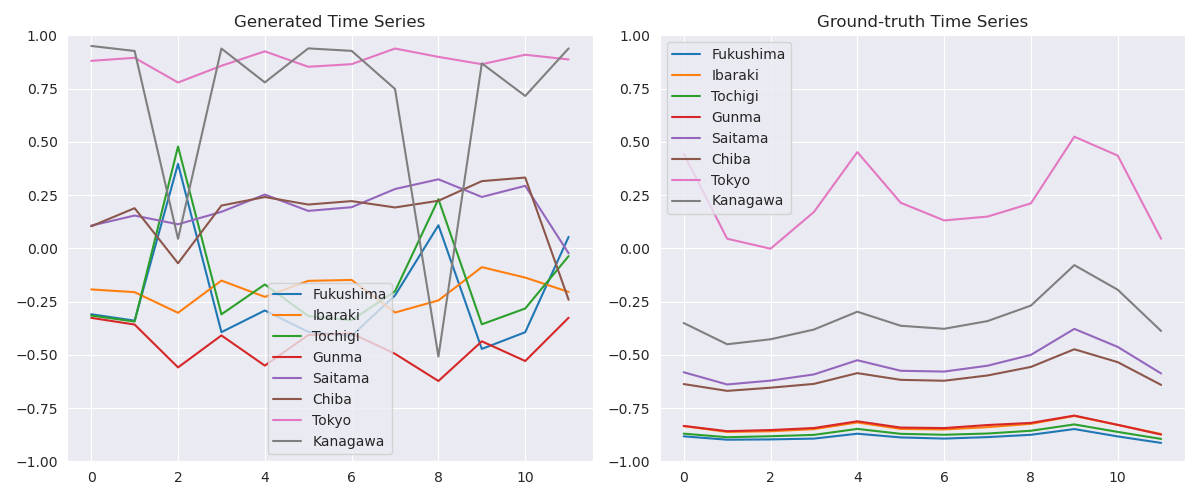 Generated Time Series
1.00
0.75
0.50
0.25
0.00
−0.25
−0.50
−0.75
−1.00
0 2 4 6 8 10
Fukushima
Ibaraki
Tochigi
Gunma
Saitama
Chiba
Tokyo
Kanagawa
Ground-truth Time Series
1.00
0.75
0.50
0.25
0.00
−0.25
−0.50
−0.75
−1.00
0 2 4 6 8 10
Fukushima
Ibaraki
Tochigi
Gunma
Saitama
Chiba
Tokyo
Kanagawa